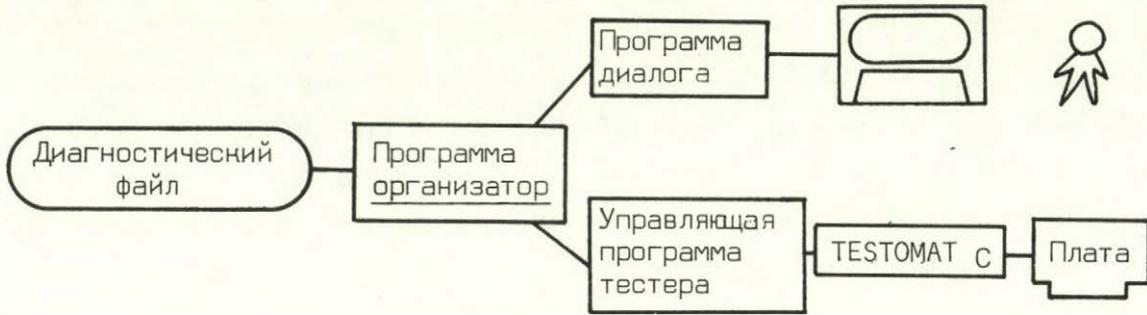 Программа
диалога
Диагностический
файл
Программа
организатор
Управляющая
программа
тестера
TESTOMAT C
Плата